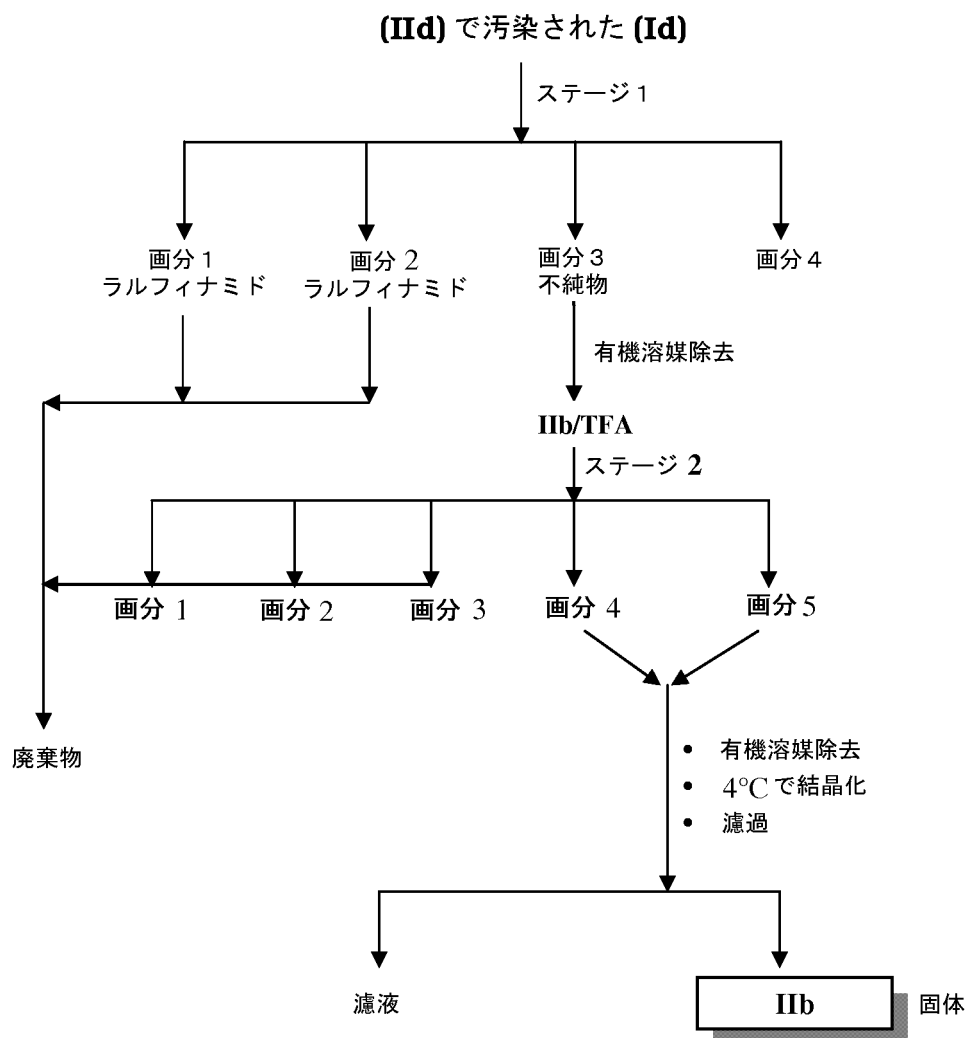 (IId) で汚染された (Id)
ステージ 1
画分 1
ラルフィナミド
画分 2
ラルフィナミド
画分 3
不純物
画分 4
有機溶媒除去
IIb/TFA
ステージ 2
画分 1
画分 2
画分 3
画分 4
画分 5
廃棄物
• 有機溶媒除去
• 4°C で結晶化
• 濾過
濾液
IIb
固体